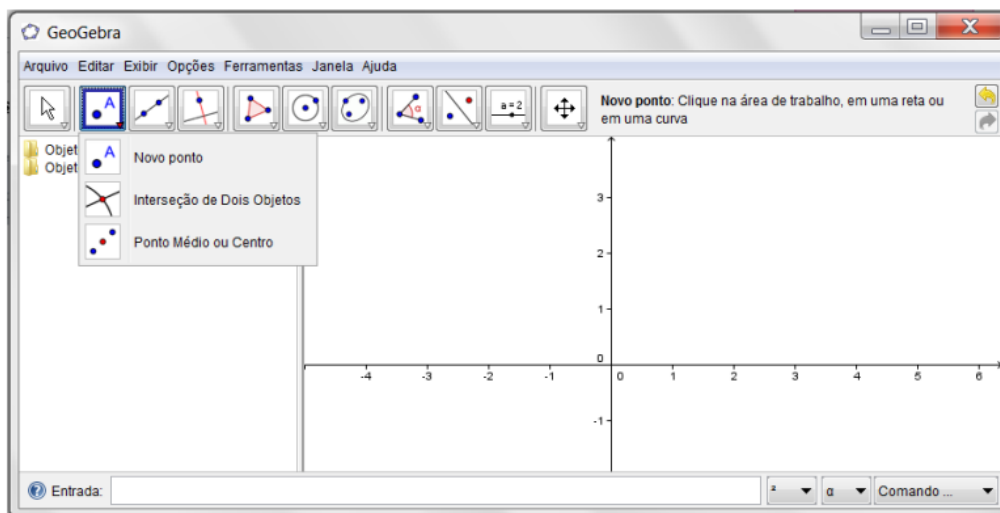 GeoGebra
Arquivo Editar Exibir Opções Ferramentas Janela Ajuda
A
α
a=2
Novo ponto: Clique na área de trabalho, em uma reta ou
em uma curva
Objet
Objet
A
Novo ponto
Interseção de Dois Objetos
Ponto Médio ou Centro
3
2
1
0
-4 -3 -2 -1 0 1 2 3 4 5 6
-1
Entrada:
²
α
Comando ...